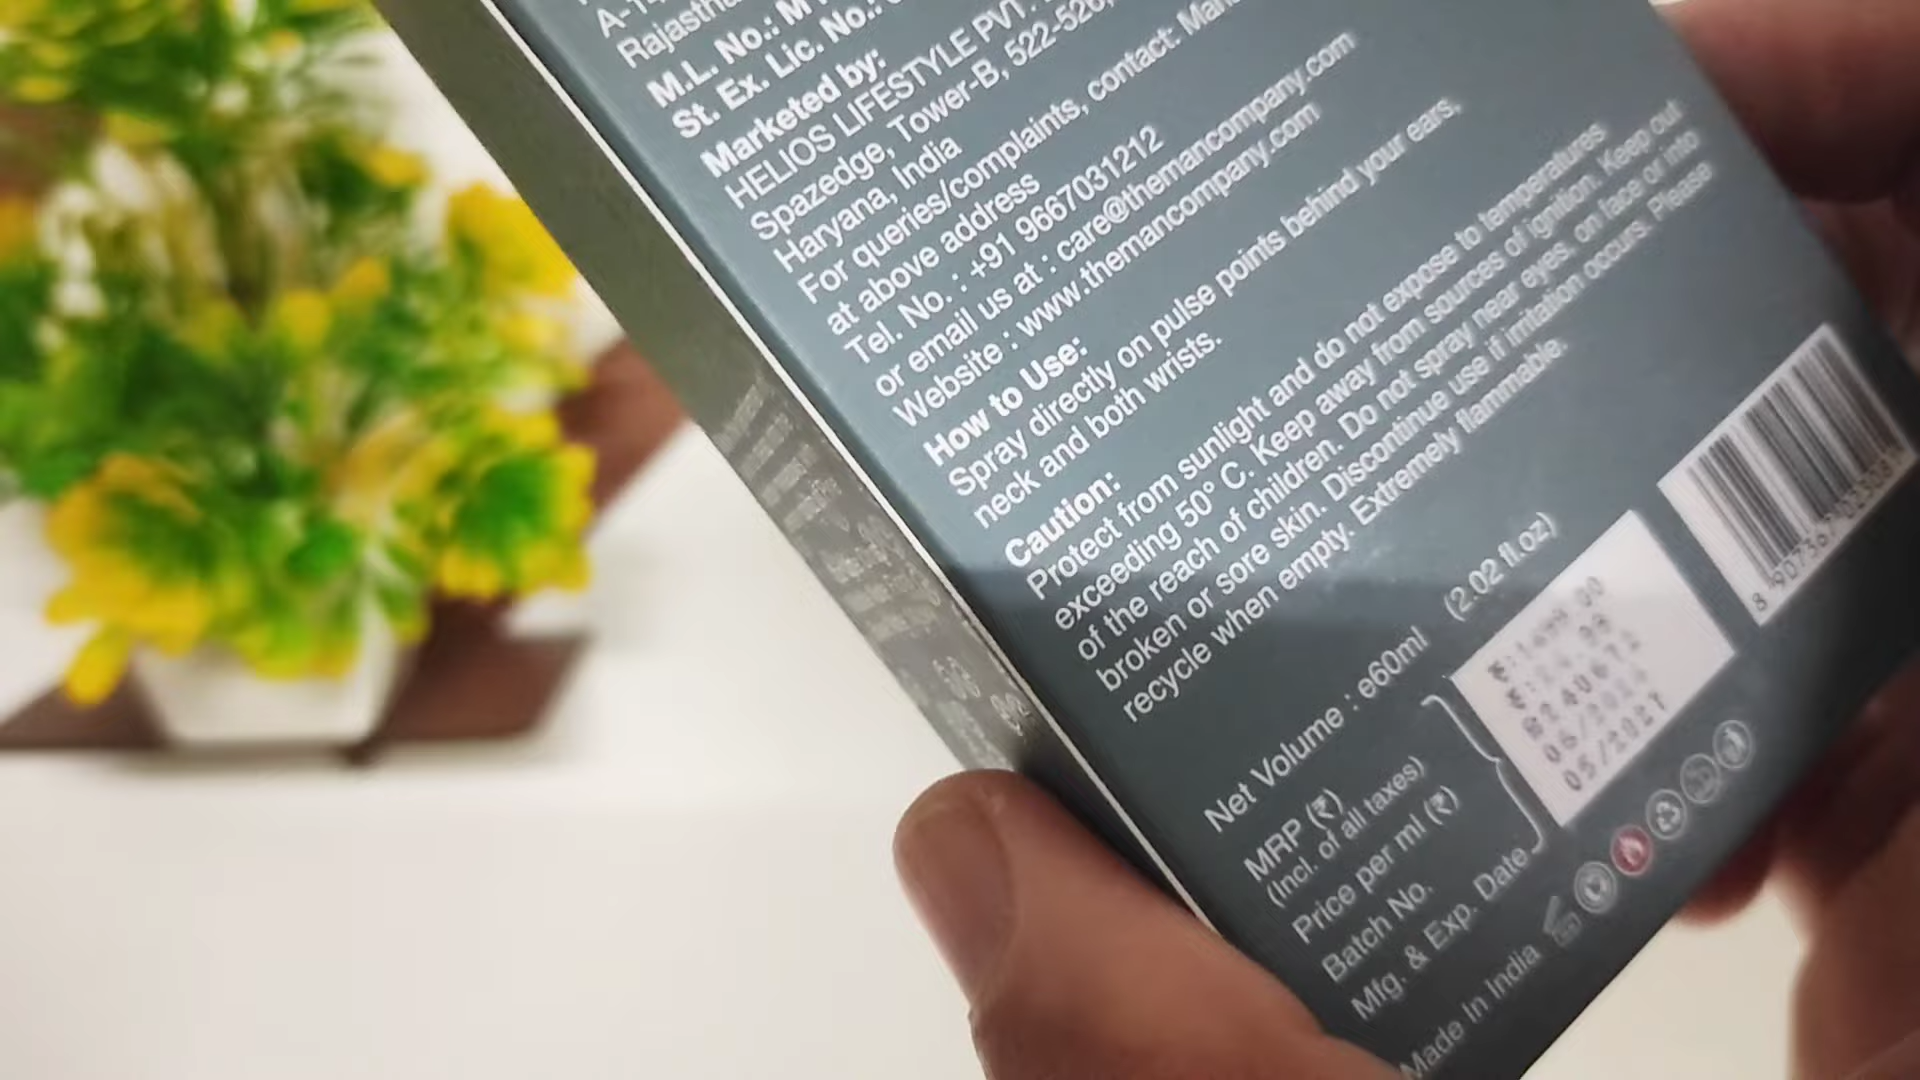 Rajastha
M.L. No.: M
St. Ex. Lic. No.:
Marketed by:
HELIOS LIFESTYLE PVT.
Spazedge, Tower-B, 522-526,
Haryana, India
For queries/complaints, contact:
at above address
Tel. No. : +91 9667031212
or email us at : care@themancompany.com
Website : www.themancompany.com
How to Use:
Spray directly on pulse points behind your ears,
neck and both wrists.
Caution:
Protect from sunlight and do not expose to temperatures
exceeding 50° C. Keep away from sources of ignition. Keep out
of the reach of children. Do not spray near eyes, on face or into
broken or sore skin. Discontinue use if irritation occurs. Please
recycle when empty. Extremely flammable.
Net Volume : e60ml (2.02 fl.oz)
MRP (₹)
(Incl. of all taxes)
Price per ml (₹)
Batch No.
Mfg. & Exp. Date
05/2027
Made In India